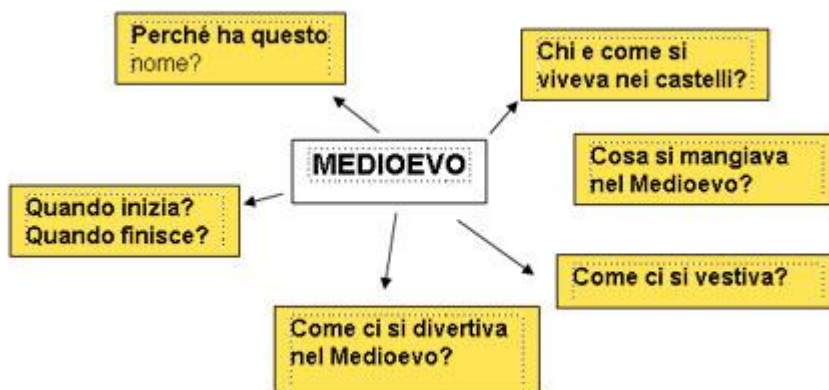 Perché ha questo
nome?
Chi e come si
viveva nei castelli?
MEDIOEVO
Cosa si mangiava
nel Medioevo?
Quando inizia?
Quando finisce?
Come ci si vestiva?
Come ci si divertiva
nel Medioevo?